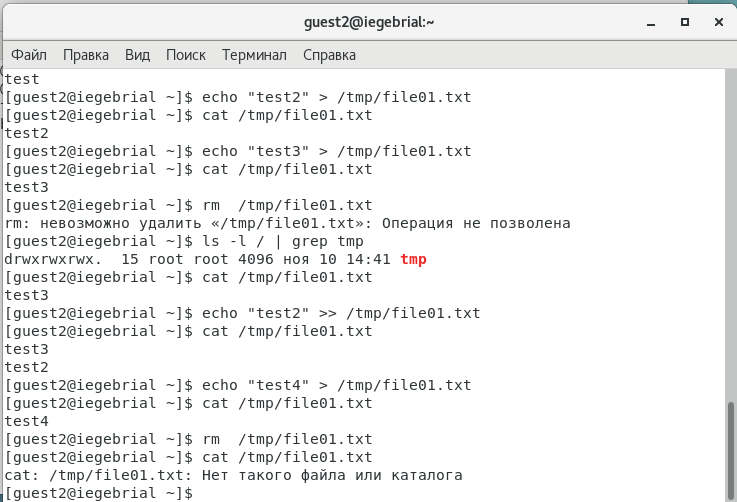 guest2@iegebrial:~
Файл Правка Вид Поиск Терминал Справка
test
[guest2@iegebrial ~]$ echo "test2" > /tmp/file01.txt
[guest2@iegebrial ~]$ cat /tmp/file01.txt
test2
[guest2@iegebrial ~]$ echo "test3" > /tmp/file01.txt
[guest2@iegebrial ~]$ cat /tmp/file01.txt
test3
[guest2@iegebrial ~]$ rm  /tmp/file01.txt
rm: невозможно удалить «/tmp/file01.txt»: Операция не позволена
[guest2@iegebrial ~]$ ls -l / | grep tmp
drwxrwxrwx.  15 root root 4096 ноя 10 14:41 tmp
[guest2@iegebrial ~]$ cat /tmp/file01.txt
test3
[guest2@iegebrial ~]$ echo "test2" >> /tmp/file01.txt
[guest2@iegebrial ~]$ cat /tmp/file01.txt
test3
test2
[guest2@iegebrial ~]$ echo "test4" > /tmp/file01.txt
[guest2@iegebrial ~]$ cat /tmp/file01.txt
test4
[guest2@iegebrial ~]$ rm  /tmp/file01.txt
[guest2@iegebrial ~]$ cat /tmp/file01.txt
cat: /tmp/file01.txt: Нет такого файла или каталога
[guest2@iegebrial ~]$